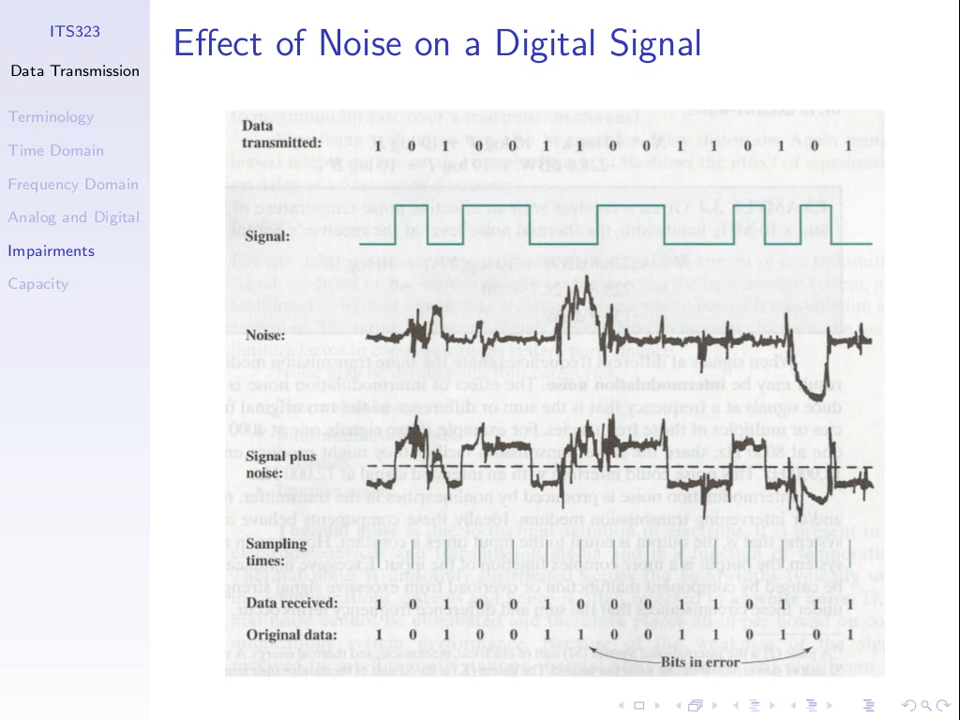 ITS323
Data Transmission
Terminology
Time Domain
Frequency Domain
Analog and Digital
Impairments
Capacity
Effect of Noise on a Digital Signal
Data
transmitted: 1 0 1 0 0 1 1 0 0 1 1 0 1 0 1
Signal:
Noise:
Signal plus
noise:
Sampling
times:
Data received: 1 0 1 0 0 1 0 0 0 1 1 0 1 1 1
Original data: 1 0 1 0 0 1 1 0 0 1 1 0 1 0 1
Bits in error